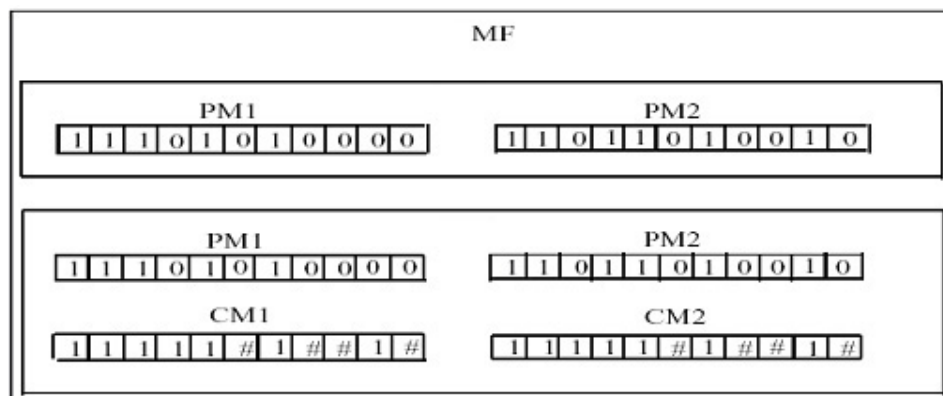 MF
PM1 PM2
1 1 1 0 1 0 1 0 0 0 0 1 1 0 1 1 0 1 0 0 1 0
PM1 PM2
1 1 1 0 1 0 1 0 0 0 0 1 1 0 1 1 0 1 0 0 1 0
CM1 CM2
1 1 1 1 1 # 1 # # 1 # 1 1 1 1 1 # 1 # # 1 #